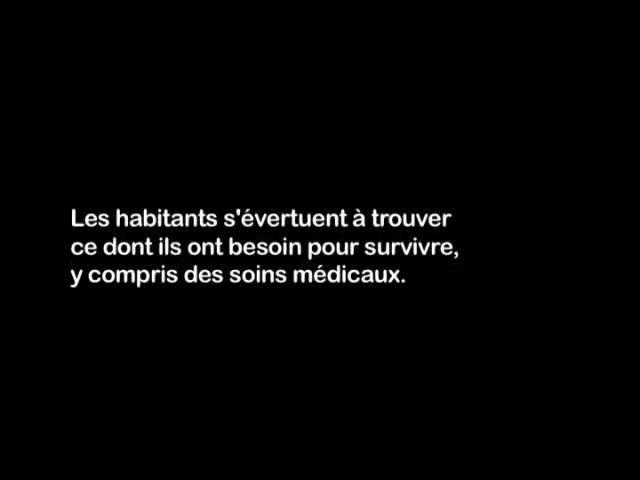 Les habitants s'évertuent à trouver
ce dont ils ont besoin pour survivre,
y compris des soins médicaux.